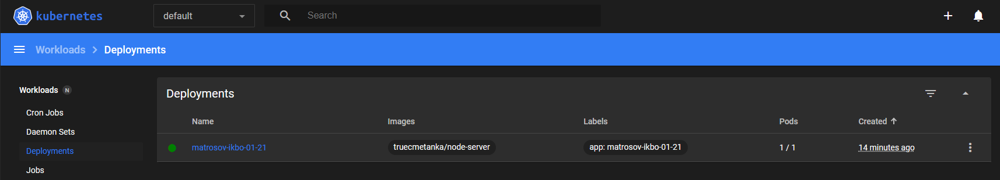 kubernetes
default
Search
Workloads
Deployments
Workloads N
Cron Jobs
Daemon Sets
Deployments
Jobs
Deployments
Name Images Labels Pods Created
matrosov-ikbo-01-21 truecmetanka/node-server app: matrosov-ikbo-01-21 1 / 1 14 minutes ago